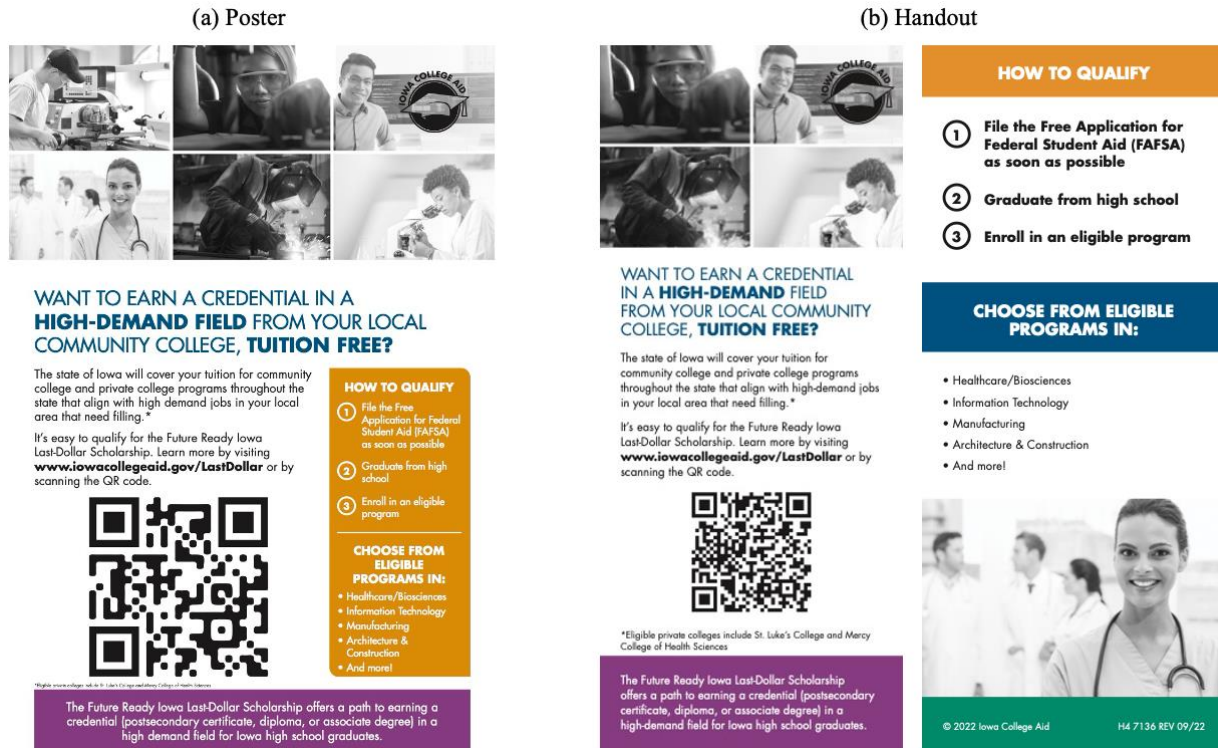 (a) Poster
IOWA COLLEGE AID
WANT TO EARN A CREDENTIAL IN A
HIGH-DEMAND FIELD FROM YOUR LOCAL
COMMUNITY COLLEGE, TUITION FREE?
The state of Iowa will cover your tuition for community
college and private college programs throughout the
state that align with high demand jobs in your local
area that need filling.*
It's easy to qualify for the Future Ready Iowa
Last-Dollar Scholarship. Learn more by visiting
www.iowacollegeaid.gov/LastDollar or by
scanning the QR code.
HOW TO QUALIFY
1 File the Free
Application for Federal
Student Aid (FAFSA)
as soon as possible
2 Graduate from high
school
3 Enroll in an eligible
program
CHOOSE FROM
ELIGIBLE
PROGRAMS IN:
• Healthcare/Biosciences
• Information Technology
• Manufacturing
• Architecture &
Construction
• And more!
*Eligible private colleges include St. Luke's College and Mercy College of Health Sciences
The Future Ready Iowa Last-Dollar Scholarship offers a path to earning a
credential (postsecondary certificate, diploma, or associate degree) in a
high demand field for Iowa high school graduates.
(b) Handout
IOWA COLLEGE AID
WANT TO EARN A CREDENTIAL
IN A HIGH-DEMAND FIELD
FROM YOUR LOCAL COMMUNITY
COLLEGE, TUITION FREE?
The state of Iowa will cover your tuition for
community college and private college programs
throughout the state that align with high-demand jobs
in your local area that need filling.*
It's easy to qualify for the Future Ready Iowa
Last-Dollar Scholarship. Learn more by visiting
www.iowacollegeaid.gov/LastDollar or by
scanning the QR code.
*Eligible private colleges include St. Luke's College and Mercy
College of Health Sciences
The Future Ready Iowa Last-Dollar Scholarship
offers a path to earning a credential (postsecondary
certificate, diploma, or associate degree) in a
high-demand field for Iowa high school graduates.
HOW TO QUALIFY
1 File the Free Application for
Federal Student Aid (FAFSA)
as soon as possible
2 Graduate from high school
3 Enroll in an eligible program
CHOOSE FROM ELIGIBLE
PROGRAMS IN:
• Healthcare/Biosciences
• Information Technology
• Manufacturing
• Architecture & Construction
• And more!
© 2022 Iowa College Aid
H4 7136 REV 09/22